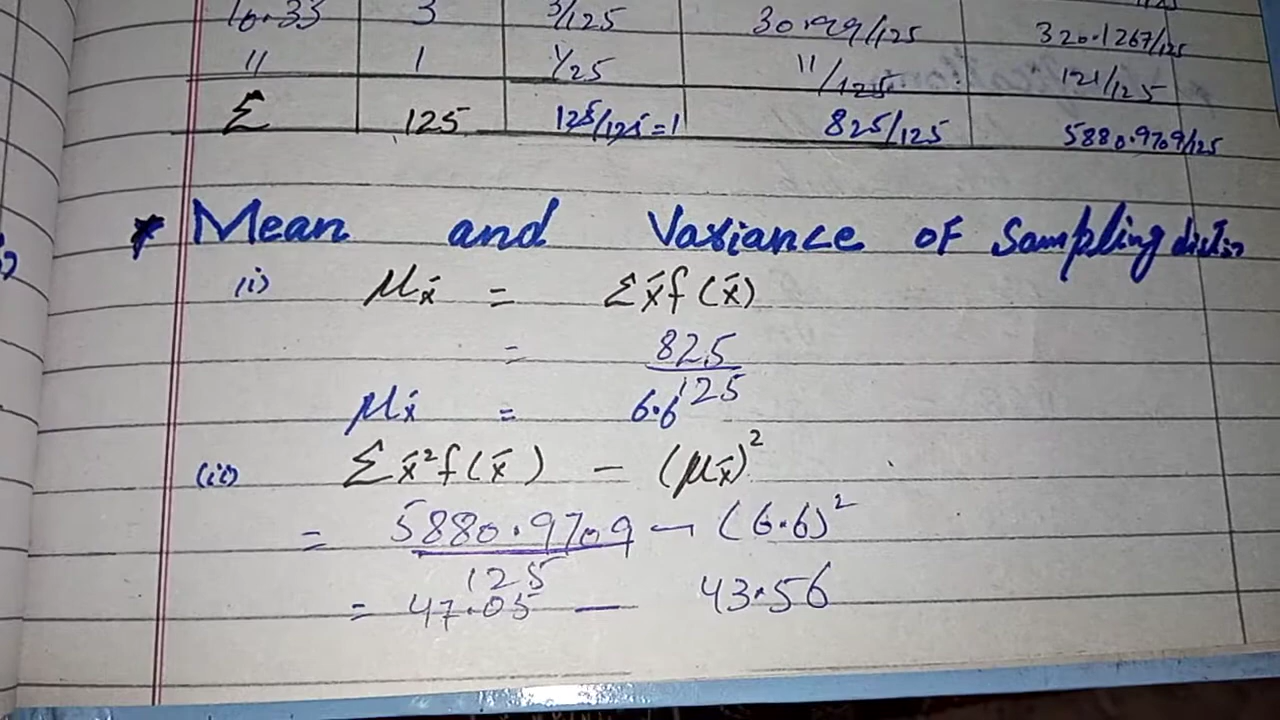 10.33 3 3/125 30.99/125 320.1267/125
11 1 1/25 11/125 121/125
Σ 125 125/125=1 825/125 5880.9709/125
* Mean and Variance of Sampling distin
(i) μx̄ = Σx̄f(x̄)
= 825
125
μx̄ = 6.6
(ii) Σx̄²f(x̄) - (μx̄)²
= 5880.9709 - (6.6)²
125
= 47.05 - 43.56